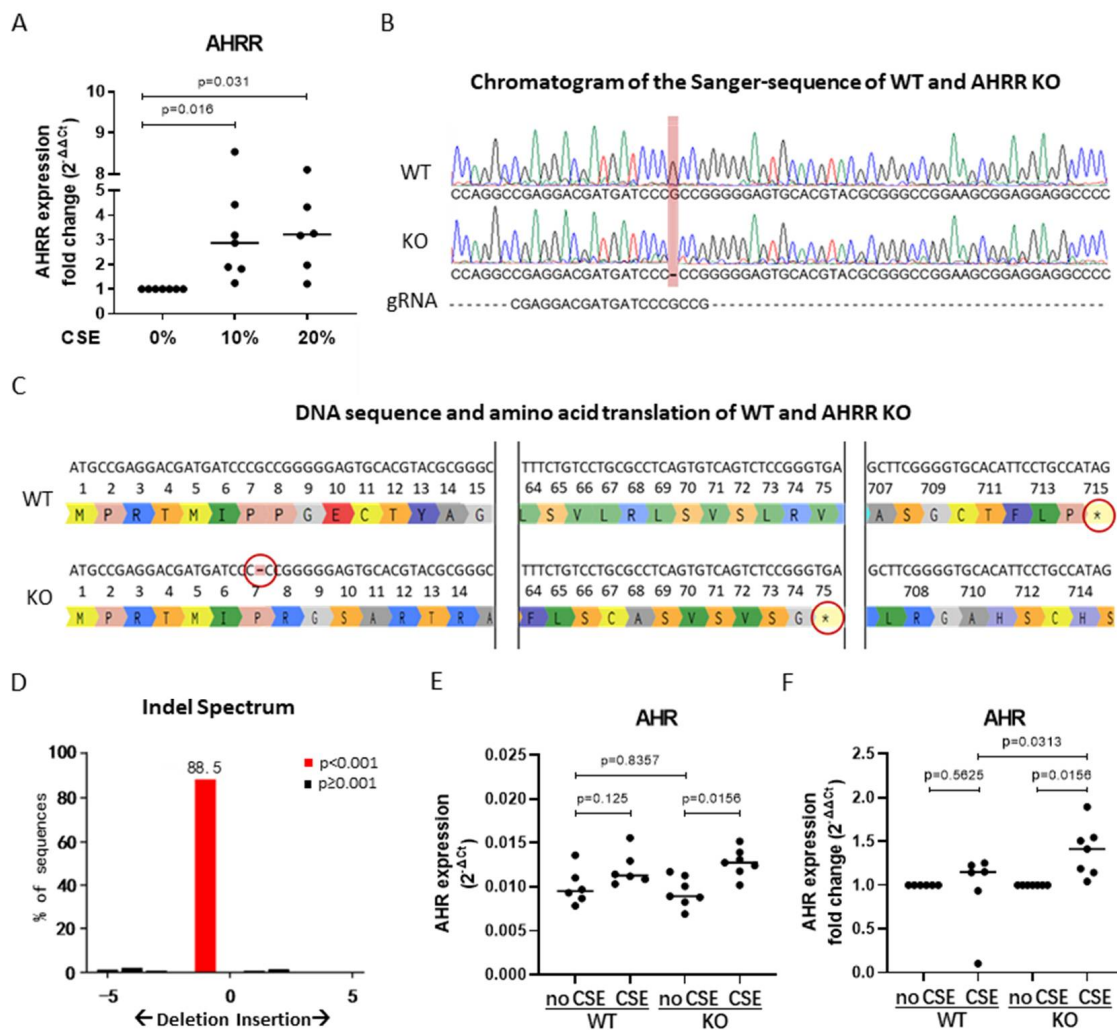 A
AHRR
p=0.031
p=0.016
10
9
8
5
4
3
2
1
0
AHRR expression
fold change (2-ΔΔCt)
CSE 0% 10% 20%
B
Chromatogram of the Sanger-sequence of WT and AHRR KO
WT
CCAGGCCGAGGACGATGATCCCGCCGGGGGAGTGCACGTACGCGGGCCGGAAGCGGAGGAGGCCCC
KO
CCAGGCCGAGGACGATGATCCC-CCGGGGGAGTGCACGTACGCGGGCCGGAAGCGGAGGAGGCCCC
gRNA ------CGAGGACGATGATCCCGCCG----------------------------------------
C
DNA sequence and amino acid translation of WT and AHRR KO
ATGCCGAGGACGATGATCCCGCCGGGGGAGTGCACGTACGCGGGC TTTCTGTCCTGCGCCTCAGTGTCAGTCTCCGGGTGA GCTTCGGGGTGCACATTCCTGCCATAG
1 2 3 4 5 6 7 8 9 10 11 12 13 14 15 64 65 66 67 68 69 70 71 72 73 74 75 707 709 711 713 715
WT M P R T M I P P G E C T Y A G L S V L R L S V S L R V A S G C T F L P *
ATGCCGAGGACGATGATCCC-CCGGGGGAGTGCACGTACGCGGGC TTTCTGTCCTGCGCCTCAGTGTCAGTCTCCGGGTGA GCTTCGGGGTGCACATTCCTGCCATAG
1 2 3 4 5 6 7 8 9 10 11 12 13 14 64 65 66 67 68 69 70 71 72 73 74 75 708 710 712 714
KO M P R T M I P R G S A R T R A F L S C A S V S V S G * L R G A H S C H S
D
Indel Spectrum
100
80
60
40
20
0
% of sequences
88.5
p<0.001
p≥0.001
−5 0 5
←Deletion Insertion→
E
AHR
p=0.8357
p=0.125 p=0.0156
0.025
0.020
0.015
0.010
0.005
0.000
AHR expression
(2-ΔCt)
no CSE CSE no CSE CSE
WT KO
F
AHR
p=0.0313
p=0.5625 p=0.0156
2.5
2.0
1.5
1.0
0.5
0.0
AHR expression
fold change (2-ΔΔCt)
no CSE CSE no CSE CSE
WT KO